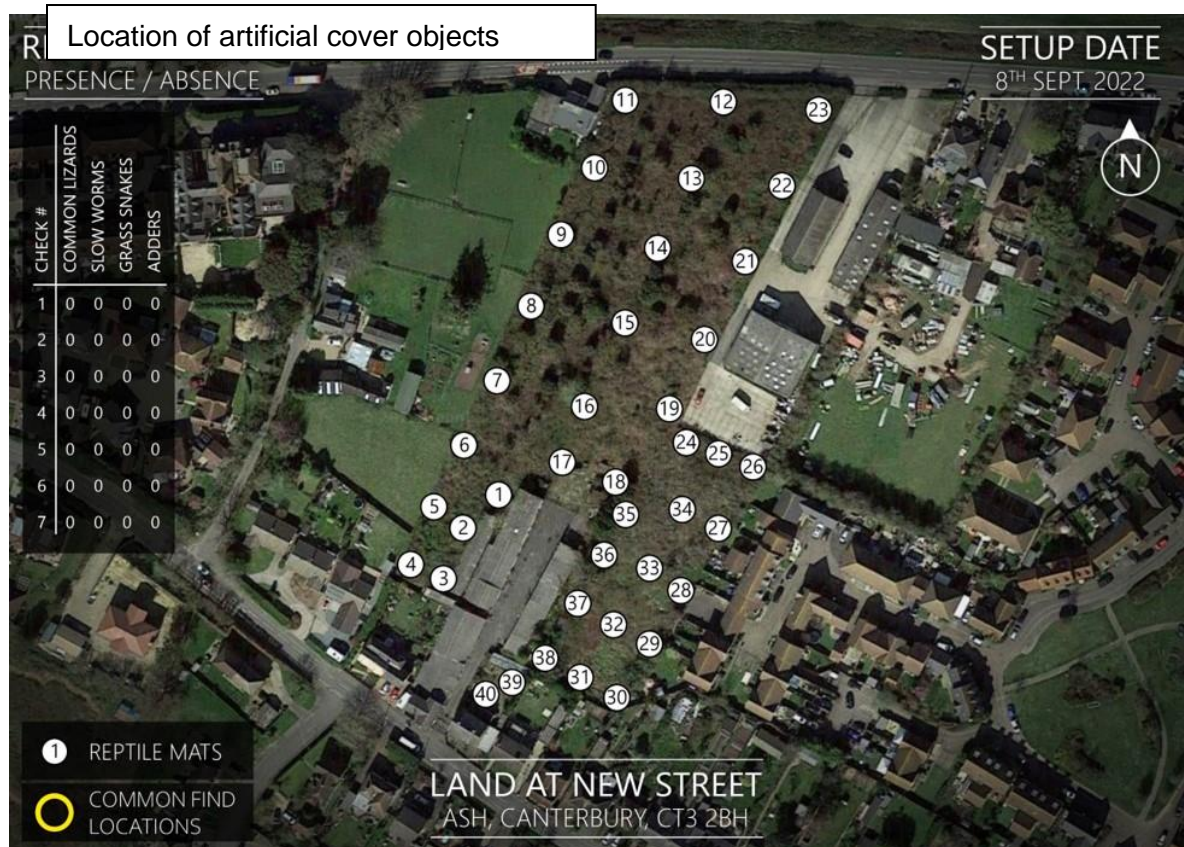 Location of artificial cover objects
PRESENCE / ABSENCE
SETUP DATE
8TH SEPT. 2022
N
CHECK # COMMON LIZARDS SLOW WORMS GRASS SNAKES ADDERS
1 0 0 0 0
2 0 0 0 0
3 0 0 0 0
4 0 0 0 0
5 0 0 0 0
6 0 0 0 0
7 0 0 0 0
11 12 23
10 13 22
9 14 21
8 15 20
7 16 19
6 17 18 24 25 26
5 1 35 34 27
2 36 33
4 3 37 28
32 29
38 31 30
40 39
1 REPTILE MATS
COMMON FIND
LOCATIONS
LAND AT NEW STREET
ASH, CANTERBURY, CT3 2BH